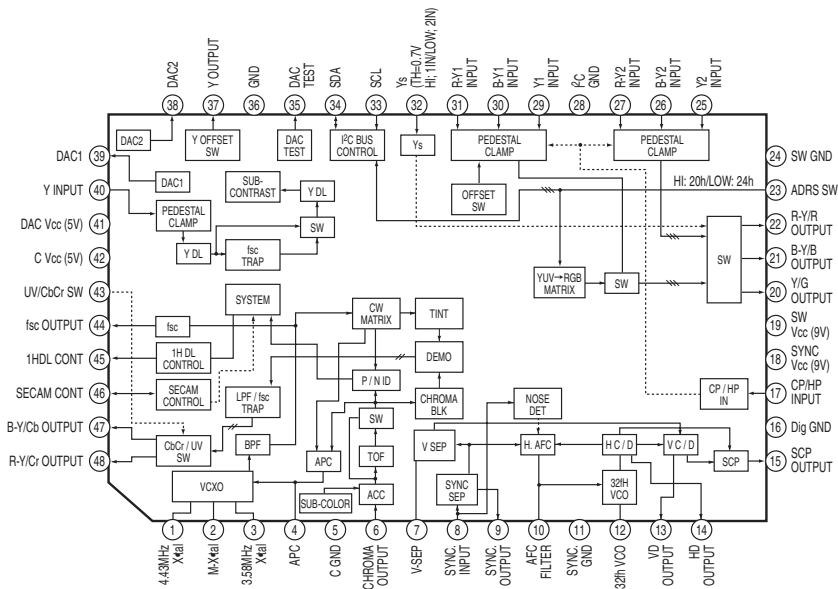 DAC2
Y OUTPUT
GND
DAC
TEST
SDA
SCL
Ys
(TH=0.7V
HI; 1IN/LOW; 2IN)
R-Y1
INPUT
B-Y1
INPUT
Y1
INPUT
I²C
GND
R-Y2
INPUT
B-Y2
INPUT
Y2
INPUT
38
37
36
35
34
33
32
31
30
29
28
27
26
25
DAC2
Y OFFSET
SW
DAC
TEST
I²C BUS
CONTROL
Ys
PEDESTAL
CLAMP
PEDESTAL
CLAMP
DAC1
39
DAC1
24
SW GND
Y INPUT
40
SUB-
CONTRAST
Y DL
OFFSET
SW
HI: 20h/LOW: 24h
23
ADRS SW
DAC Vcc (5V)
41
PEDESTAL
CLAMP
SW
22
R-Y/R
OUTPUT
C Vcc (5V)
42
Y DL
fsc
TRAP
SW
21
B-Y/B
OUTPUT
UV/CbCr SW
43
SYSTEM
YUV→RGB
MATRIX
SW
20
Y/G
OUTPUT
fsc OUTPUT
44
fsc
CW
MATRIX
TINT
19
SW
Vcc (9V)
1HDL CONT
45
1H DL
CONTROL
DEMO
18
SYNC
Vcc (9V)
SECAM CONT
46
SECAM
CONTROL
LPF / fsc
TRAP
P / N ID
CHROMA
BLK
NOSE
DET
CP / HP
IN
17
CP/HP
INPUT
B-Y/Cb OUTPUT
47
CbCr / UV
SW
BPF
SW
V SEP
H. AFC
H C / D
V C / D
16
Dig GND
R-Y/Cr OUTPUT
48
APC
TOF
SCP
15
SCP
OUTPUT
VCXO
SUB-COLOR
ACC
SYNC
SEP
32fH
VCO
1
2
3
4
5
6
7
8
9
10
11
12
13
14
4.43MHz
X•tal
M-X•tal
3.58MHz
X•tal
APC
C GND
CHROMA
OUTPUT
V-SEP
SYNC.
INPUT
SYNC.
OUTPUT
AFC
FILTER
SYNC.
GND
32fh VCO
VD
OUTPUT
HD
OUTPUT